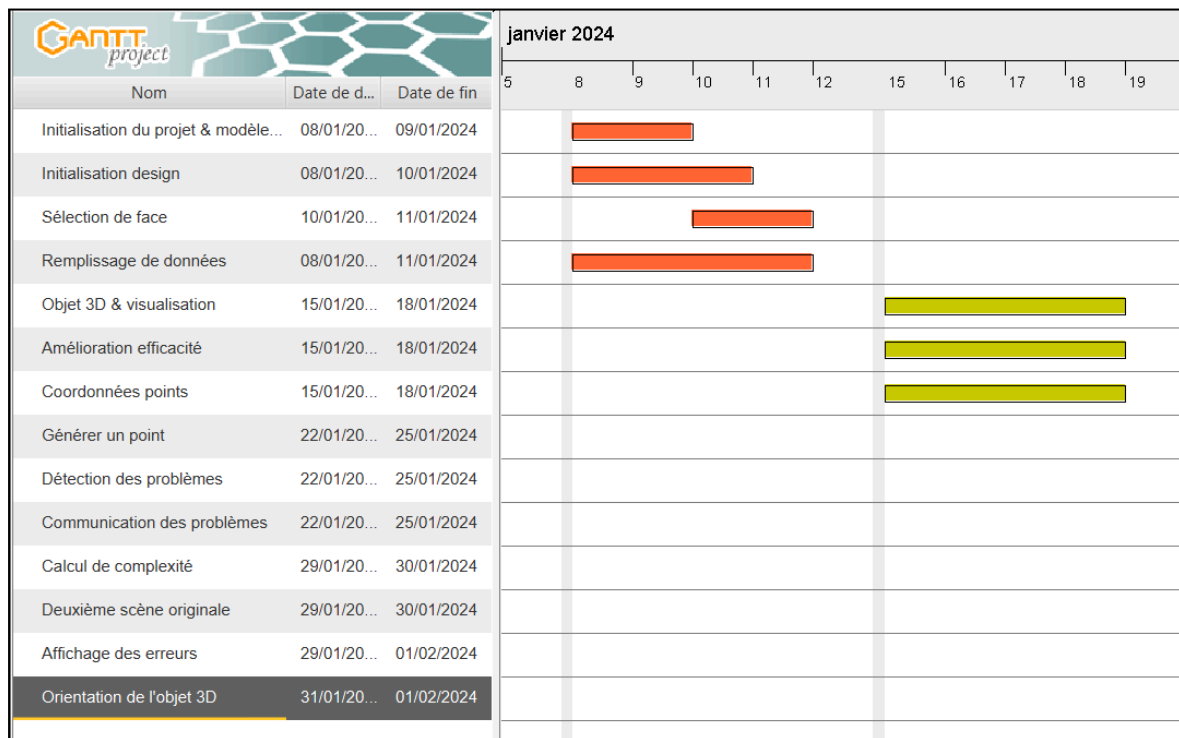 GANTT
project
janvier 2024
5 8 9 10 11 12 15 16 17 18 19
Nom Date de d... Date de fin
Initialisation du projet & modèle... 08/01/20... 09/01/2024
Initialisation design 08/01/20... 10/01/2024
Sélection de face 10/01/20... 11/01/2024
Remplissage de données 08/01/20... 11/01/2024
Objet 3D & visualisation 15/01/20... 18/01/2024
Amélioration efficacité 15/01/20... 18/01/2024
Coordonnées points 15/01/20... 18/01/2024
Générer un point 22/01/20... 25/01/2024
Détection des problèmes 22/01/20... 25/01/2024
Communication des problèmes 22/01/20... 25/01/2024
Calcul de complexité 29/01/20... 30/01/2024
Deuxième scène originale 29/01/20... 30/01/2024
Affichage des erreurs 29/01/20... 01/02/2024
Orientation de l'objet 3D 31/01/20... 01/02/2024